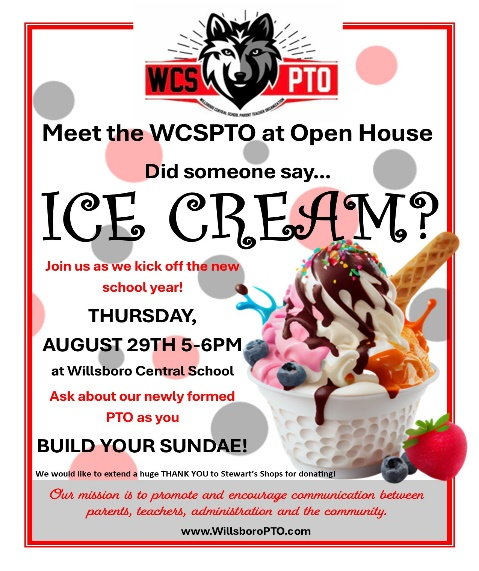 WCS PTO
WILLSBORO CENTRAL SCHOOL PARENT TEACHER ORGANIZATION
Meet the WCSPTO at Open House
Did someone say...
ICE CREAM?
Join us as we kick off the new
school year!
THURSDAY,
AUGUST 29TH 5-6PM
at Willsboro Central School
Ask about our newly formed
PTO as you
BUILD YOUR SUNDAE!
We would like to extend a huge THANK YOU to Stewart's Shops for donating!
Our mission is to promote and encourage communication between
parents, teachers, administration and the community.
www.WillsboroPTO.com